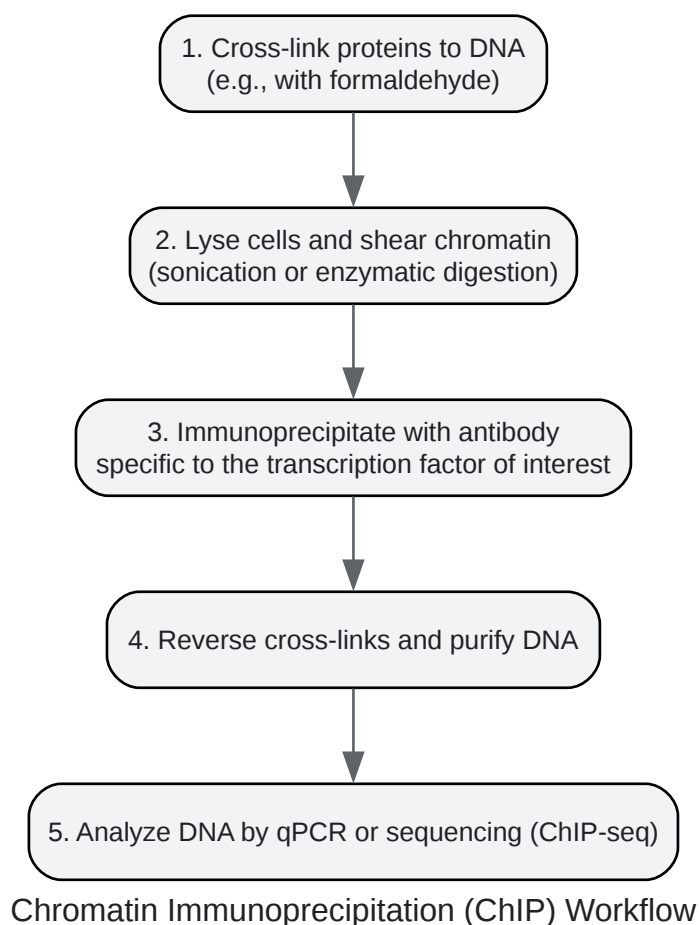 1. Cross-link proteins to DNA
(e.g., with formaldehyde)
2. Lyse cells and shear chromatin
(sonication or enzymatic digestion)
3. Immunoprecipitate with antibody
specific to the transcription factor of interest
4. Reverse cross-links and purify DNA
5. Analyze DNA by qPCR or sequencing (ChIP-seq)
Chromatin Immunoprecipitation (ChIP) Workflow